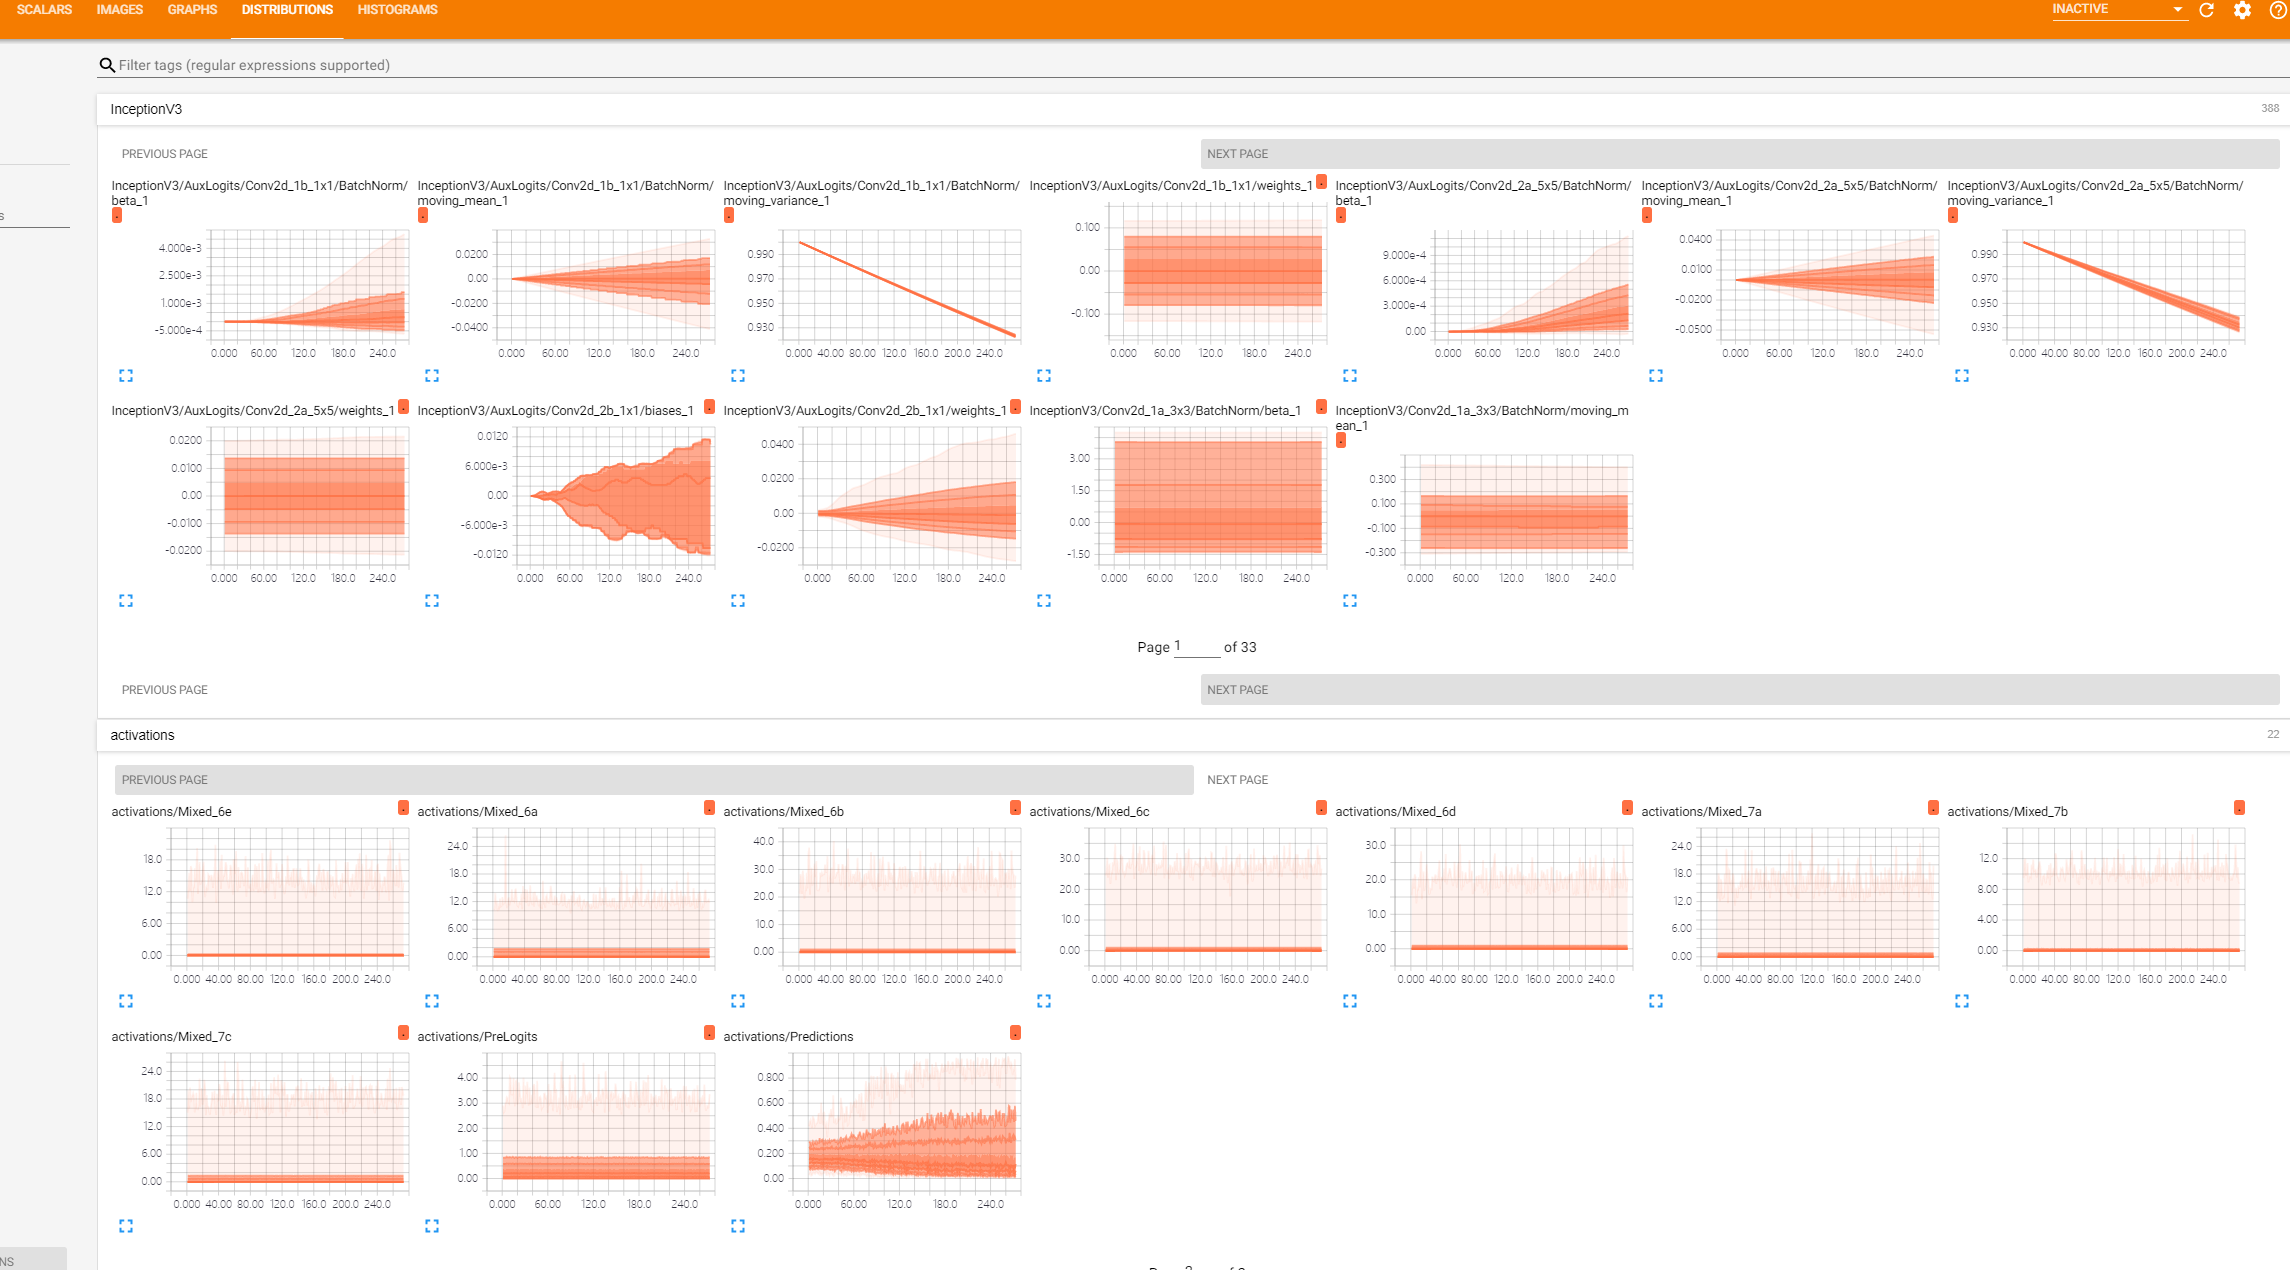 SCALARS IMAGES GRAPHS DISTRIBUTIONS HISTOGRAMS INACTIVE
Filter tags (regular expressions supported)
InceptionV3 388
PREVIOUS PAGE NEXT PAGE
s
InceptionV3/AuxLogits/Conv2d_1b_1x1/BatchNorm/
beta_1
4.000e-3
2.500e-3
1.000e-3
-5.000e-4
0.000 60.00 120.0 180.0 240.0
InceptionV3/AuxLogits/Conv2d_1b_1x1/BatchNorm/
moving_mean_1
0.0200
0.00
-0.0200
-0.0400
0.000 60.00 120.0 180.0 240.0
InceptionV3/AuxLogits/Conv2d_1b_1x1/BatchNorm/
moving_variance_1
0.990
0.970
0.950
0.930
0.000 40.00 80.00 120.0 160.0 200.0 240.0
InceptionV3/AuxLogits/Conv2d_1b_1x1/weights_1
0.100
0.00
-0.100
0.000 60.00 120.0 180.0 240.0
InceptionV3/AuxLogits/Conv2d_2a_5x5/BatchNorm/
beta_1
9.000e-4
6.000e-4
3.000e-4
0.00
0.000 60.00 120.0 180.0 240.0
InceptionV3/AuxLogits/Conv2d_2a_5x5/BatchNorm/
moving_mean_1
0.0400
0.0100
-0.0200
-0.0500
0.000 60.00 120.0 180.0 240.0
InceptionV3/AuxLogits/Conv2d_2a_5x5/BatchNorm/
moving_variance_1
0.990
0.970
0.950
0.930
0.000 40.00 80.00 120.0 160.0 200.0 240.0
InceptionV3/AuxLogits/Conv2d_2a_5x5/weights_1
0.0200
0.0100
0.00
-0.0100
-0.0200
0.000 60.00 120.0 180.0 240.0
InceptionV3/AuxLogits/Conv2d_2b_1x1/biases_1
0.0120
6.000e-3
0.00
-6.000e-3
-0.0120
0.000 60.00 120.0 180.0 240.0
InceptionV3/AuxLogits/Conv2d_2b_1x1/weights_1
0.0400
0.0200
0.00
-0.0200
0.000 60.00 120.0 180.0 240.0
InceptionV3/Conv2d_1a_3x3/BatchNorm/beta_1
3.00
1.50
0.00
-1.50
0.000 60.00 120.0 180.0 240.0
InceptionV3/Conv2d_1a_3x3/BatchNorm/moving_m
ean_1
0.300
0.100
-0.100
-0.300
0.000 60.00 120.0 180.0 240.0
Page 1 of 33
PREVIOUS PAGE NEXT PAGE
activations 22
PREVIOUS PAGE NEXT PAGE
activations/Mixed_6e
18.0
12.0
6.00
0.00
0.000 40.00 80.00 120.0 160.0 200.0 240.0
activations/Mixed_6a
24.0
18.0
12.0
6.00
0.00
0.000 40.00 80.00 120.0 160.0 200.0 240.0
activations/Mixed_6b
40.0
30.0
20.0
10.0
0.00
0.000 40.00 80.00 120.0 160.0 200.0 240.0
activations/Mixed_6c
30.0
20.0
10.0
0.00
0.000 40.00 80.00 120.0 160.0 200.0 240.0
activations/Mixed_6d
30.0
20.0
10.0
0.00
0.000 40.00 80.00 120.0 160.0 200.0 240.0
activations/Mixed_7a
24.0
18.0
12.0
6.00
0.00
0.000 40.00 80.00 120.0 160.0 200.0 240.0
activations/Mixed_7b
12.0
8.00
4.00
0.00
0.000 40.00 80.00 120.0 160.0 200.0 240.0
activations/Mixed_7c
24.0
18.0
12.0
6.00
0.00
0.000 40.00 80.00 120.0 160.0 200.0 240.0
activations/PreLogits
4.00
3.00
2.00
1.00
0.00
0.000 60.00 120.0 180.0 240.0
activations/Predictions
0.800
0.600
0.400
0.200
0.00
0.000 60.00 120.0 180.0 240.0
NS